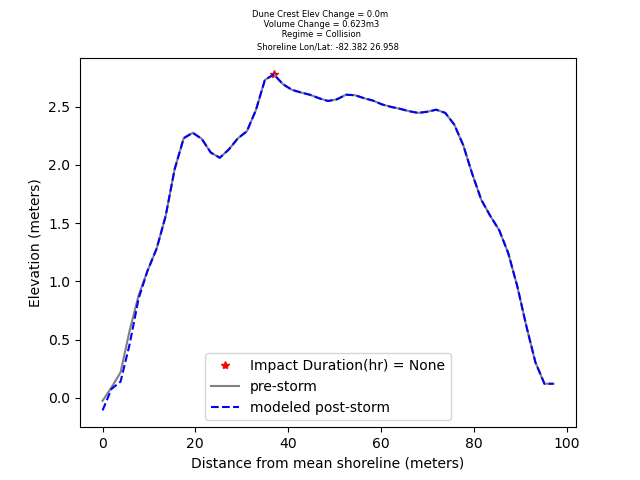 Dune Crest Elev Change = 0.0m
Volume Change = 0.623m3
Regime = Collision
Shoreline Lon/Lat: -82.382 26.958
Elevation (meters)
2.5
2.0
1.5
1.0
0.5
0.0
Impact Duration(hr) = None
pre-storm
modeled post-storm
0 20 40 60 80 100
Distance from mean shoreline (meters)